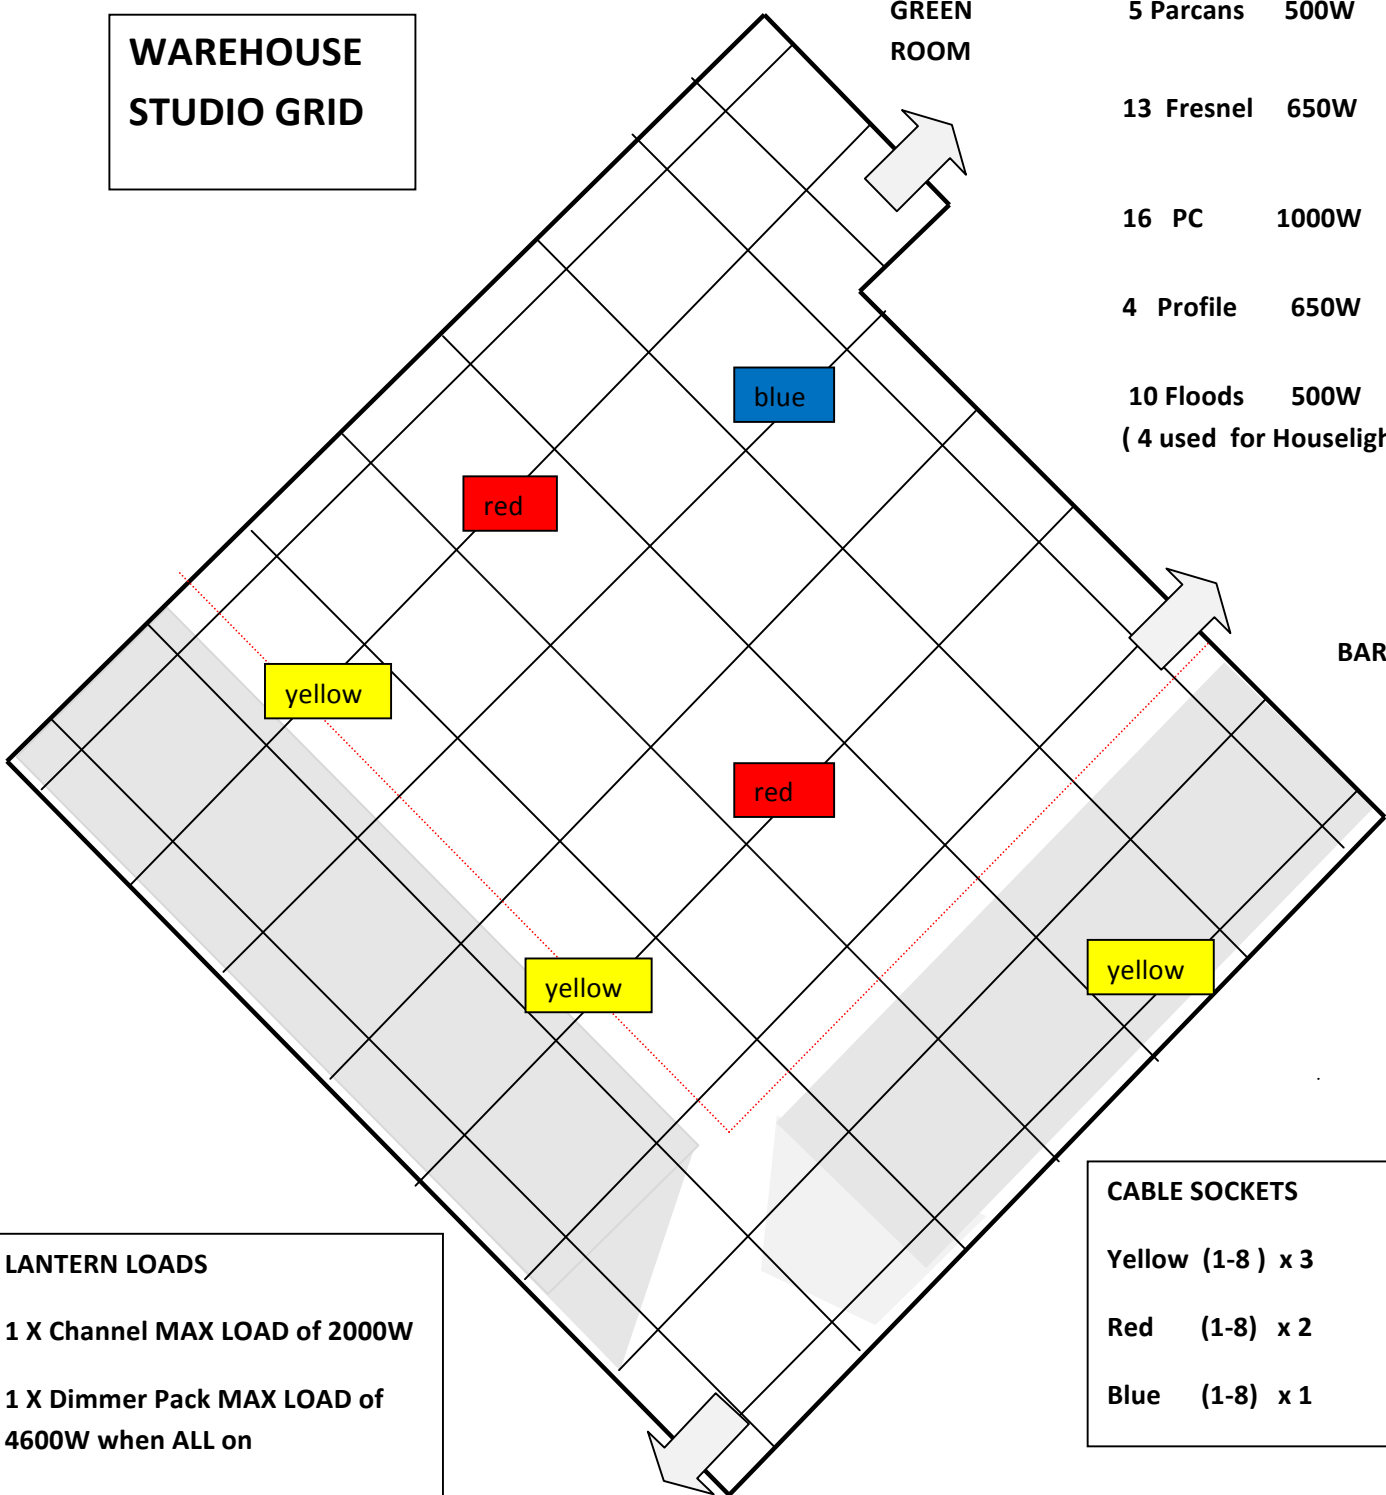 WAREHOUSE
STUDIO GRID
GREEN
ROOM
5 Parcans 500W
13 Fresnel 650W
16 PC 1000W
4 Profile 650W
10 Floods 500W
( 4 used for Houseligh
blue
red
yellow
BAR
red
yellow
yellow
LANTERN LOADS
1 X Channel MAX LOAD of 2000W
1 X Dimmer Pack MAX LOAD of
4600W when ALL on
CABLE SOCKETS
Yellow (1-8 ) x 3
Red (1-8) x 2
Blue (1-8) x 1